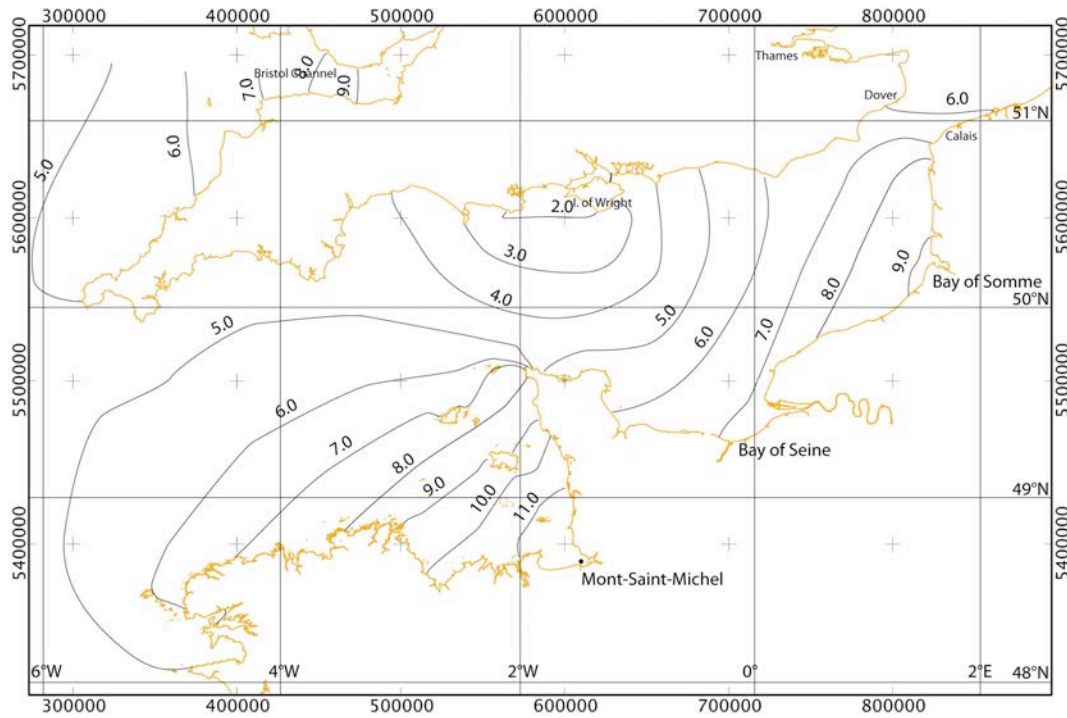 300000 400000 500000 600000 700000 800000
5700000
5700000
Thames
Bristol Channel
8.0
7.0
9.0
Dover
6.0
51°N
Calais
6.0
5.0
2.0
I. of Wright
5600000
5600000
3.0
9.0
8.0
Bay of Somme
4.0
50°N
5.0
5.0
7.0
6.0
5500000
5500000
6.0
7.0
8.0
Bay of Seine
9.0
10.0
49°N
11.0
5400000
5400000
Mont-Saint-Michel
6°W 4°W 2°W 0° 2°E 48°N
300000 400000 500000 600000 700000 800000